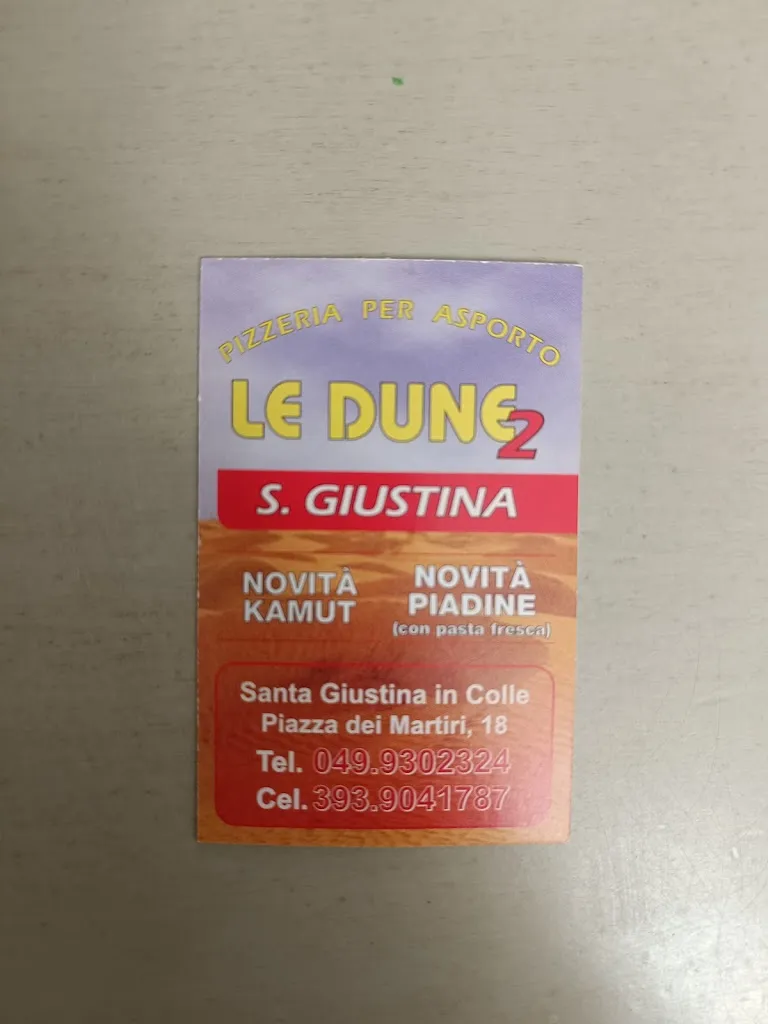 PIZZERIA PER ASPORTO
LE DUNE 2
S. GIUSTINA
NOVITÀ
KAMUT
NOVITÀ
PIADINE
(con pasta fresca)
Santa Giustina in Colle
Piazza dei Martiri, 18
Tel. 049.9302324
Cel. 393.9041787